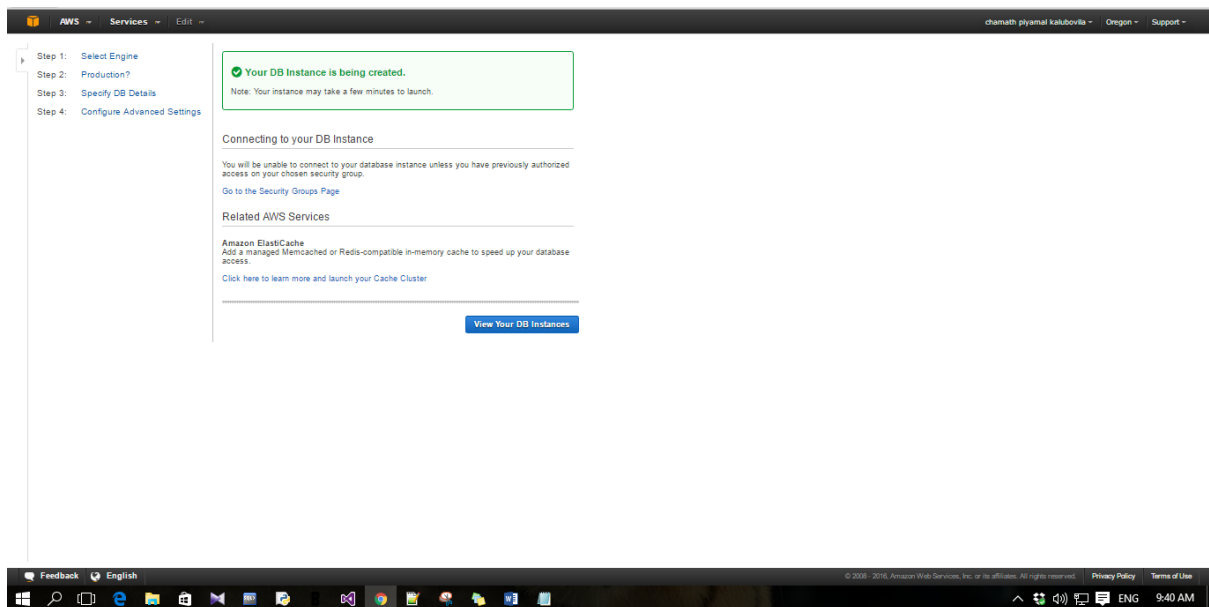 AWS Services Edit chamath piyamal kalubovila Oregon Support
Step 1: Select Engine
Step 2: Production?
Step 3: Specify DB Details
Step 4: Configure Advanced Settings
Your DB Instance is being created.
Note: Your instance may take a few minutes to launch.
Connecting to your DB Instance
You will be unable to connect to your database instance unless you have previously authorized
access on your chosen security group.
Go to the Security Groups Page
Related AWS Services
Amazon ElastiCache
Add a managed Memcached or Redis-compatible in-memory cache to speed up your database
access.
Click here to learn more and launch your Cache Cluster
View Your DB Instances
Feedback English © 2008 - 2016, Amazon Web Services, Inc. or its affiliates. All rights reserved. Privacy Policy Terms of Use
ENG 9:40 AM